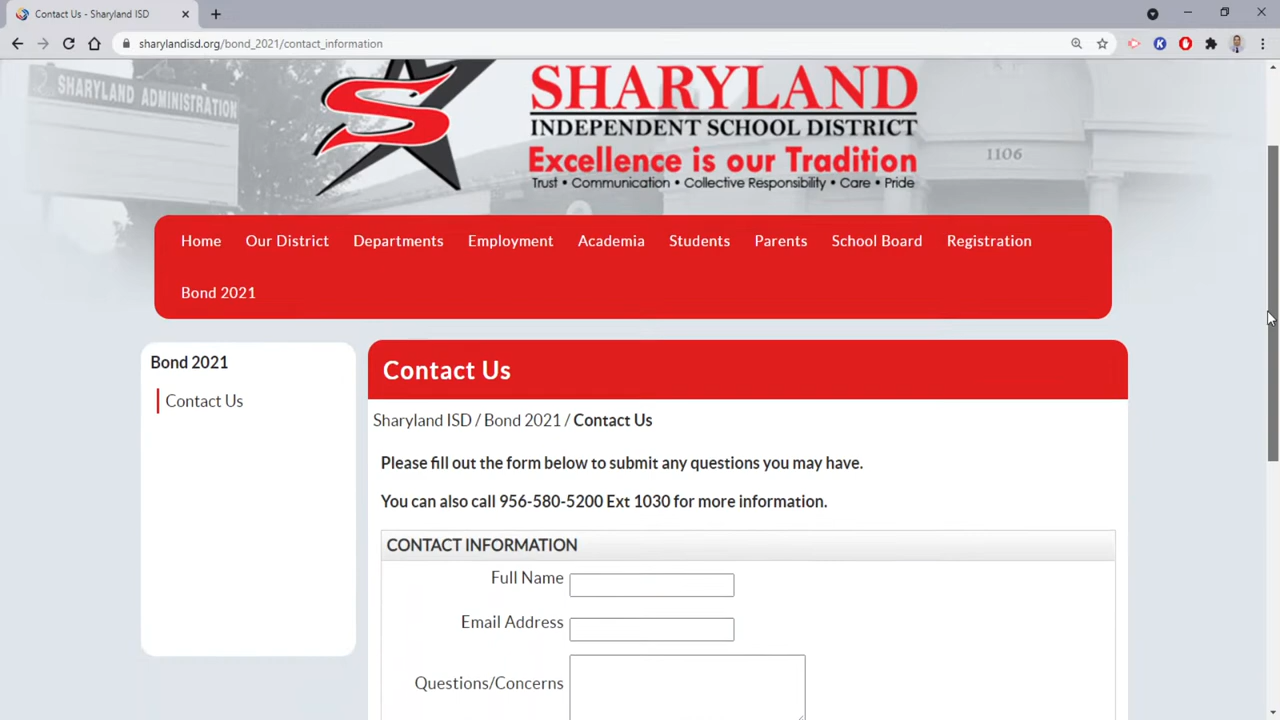 Contact Us - Sharyland ISD
sharylandisd.org/bond_2021/contact_information
SHARYLAND ADMINISTRATION
S
SHARYLAND
INDEPENDENT SCHOOL DISTRICT
Excellence is our Tradition
Trust • Communication • Collective Responsibility • Care • Pride
1106
Home Our District Departments Employment Academia Students Parents School Board Registration
Bond 2021
Bond 2021
Contact Us
Contact Us
Sharyland ISD / Bond 2021 / Contact Us
Please fill out the form below to submit any questions you may have.
You can also call 956-580-5200 Ext 1030 for more information.
CONTACT INFORMATION
Full Name
Email Address
Questions/Concerns